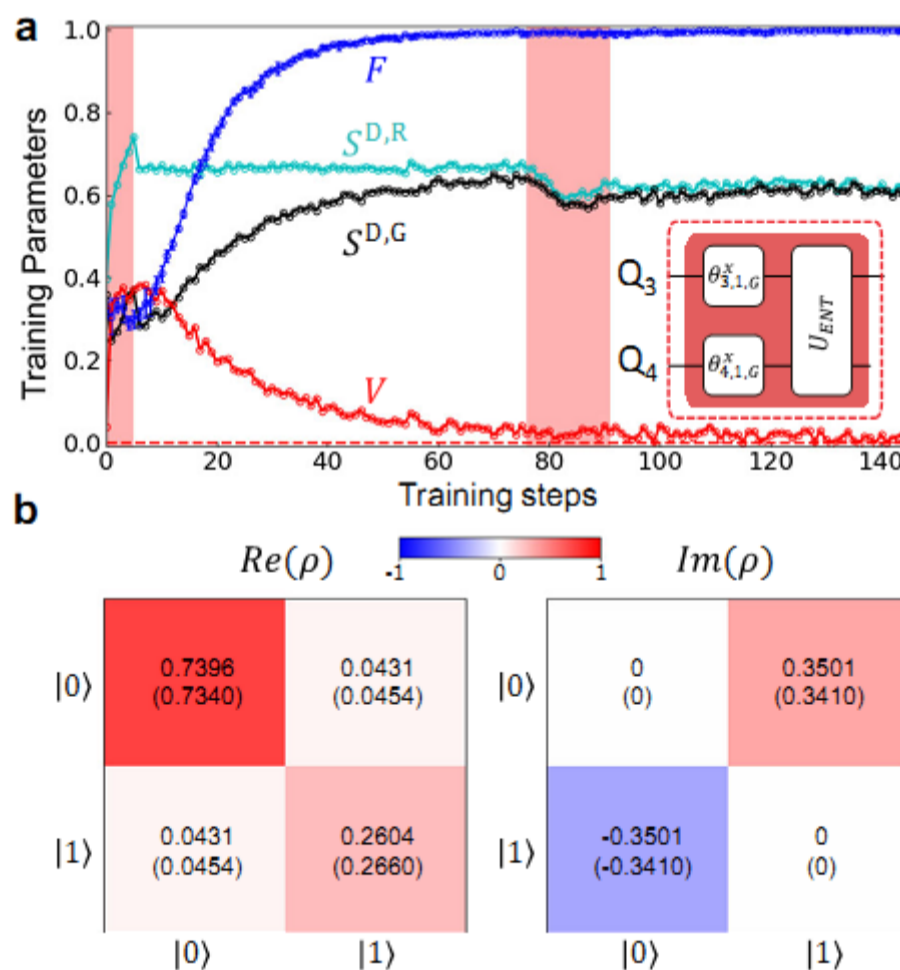 a
Training Parameters
1.0
0.8
0.6
0.4
0.2
0.0
F
S^{D,R}
S^{D,G}
V
Q_3
θ^x_{3,1,G}
U_{ENT}
Q_4
θ^x_{4,1,G}
0 20 40 60 80 100 120 140
Training steps
b
Re(ρ)
-1 0 1
Im(ρ)
|0⟩
0.7396
(0.7340)
0.0431
(0.0454)
|1⟩
0.0431
(0.0454)
0.2604
(0.2660)
|0⟩ |1⟩
|0⟩
0
(0)
0.3501
(0.3410)
|1⟩
-0.3501
(-0.3410)
0
(0)
|0⟩ |1⟩